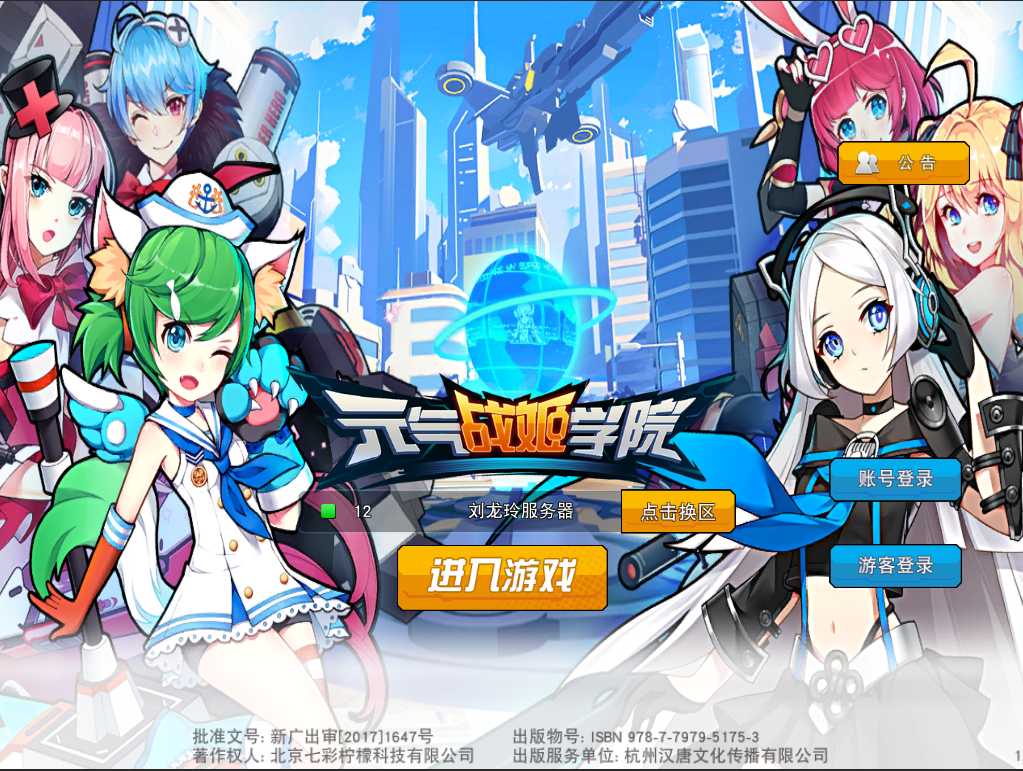 公告
元气战姬学院
账号登录
12 刘龙玲服务器 点击换区
进入游戏
游客登录
批准文号: 新广出审[2017]1647号 出版物号: ISBN 978-7-7979-5175-3
著作权人: 北京七彩柠檬科技有限公司 出版服务单位: 杭州汉唐文化传播有限公司
1